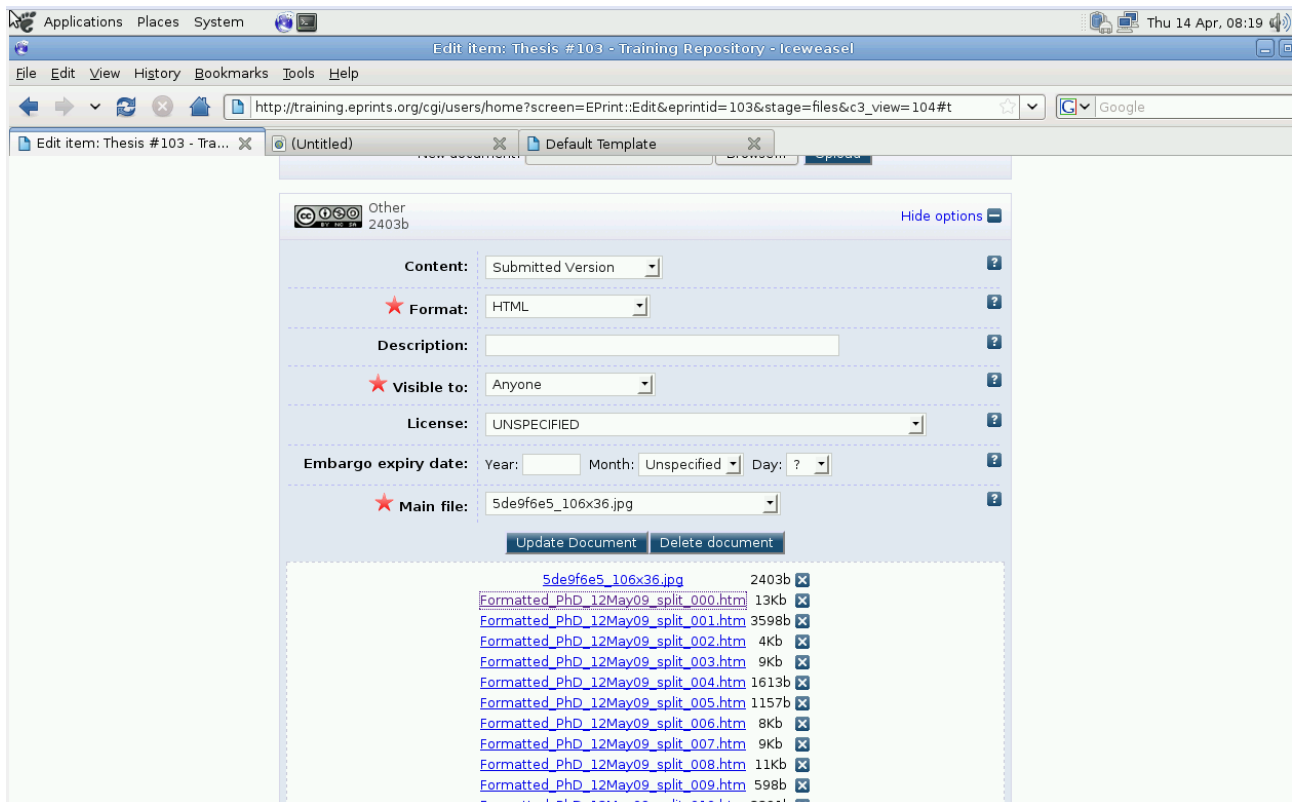 Applications Places System Thu 14 Apr, 08:19
Edit item: Thesis #103 - Training Repository - Iceweasel
File Edit View History Bookmarks Tools Help
http://training.eprints.org/cgi/users/home?screen=EPrint::Edit&eprintid=103&stage=files&c3_view=104#t Google
Edit item: Thesis #103 - Tra... (Untitled) Default Template
Other
2403b
Hide options
BY NC SA
Content: Submitted Version ?
Format: HTML ?
Description: ?
Visible to: Anyone ?
License: UNSPECIFIED ?
Embargo expiry date: Year: Month: Unspecified Day: ? ?
Main file: 5de9f6e5_106x36.jpg ?
Update Document Delete document
5de9f6e5_106x36.jpg 2403b
Formatted_PhD_12May09_split_000.htm 13Kb
Formatted_PhD_12May09_split_001.htm 3598b
Formatted_PhD_12May09_split_002.htm 4Kb
Formatted_PhD_12May09_split_003.htm 9Kb
Formatted_PhD_12May09_split_004.htm 1613b
Formatted_PhD_12May09_split_005.htm 1157b
Formatted_PhD_12May09_split_006.htm 8Kb
Formatted_PhD_12May09_split_007.htm 9Kb
Formatted_PhD_12May09_split_008.htm 11Kb
Formatted_PhD_12May09_split_009.htm 598b